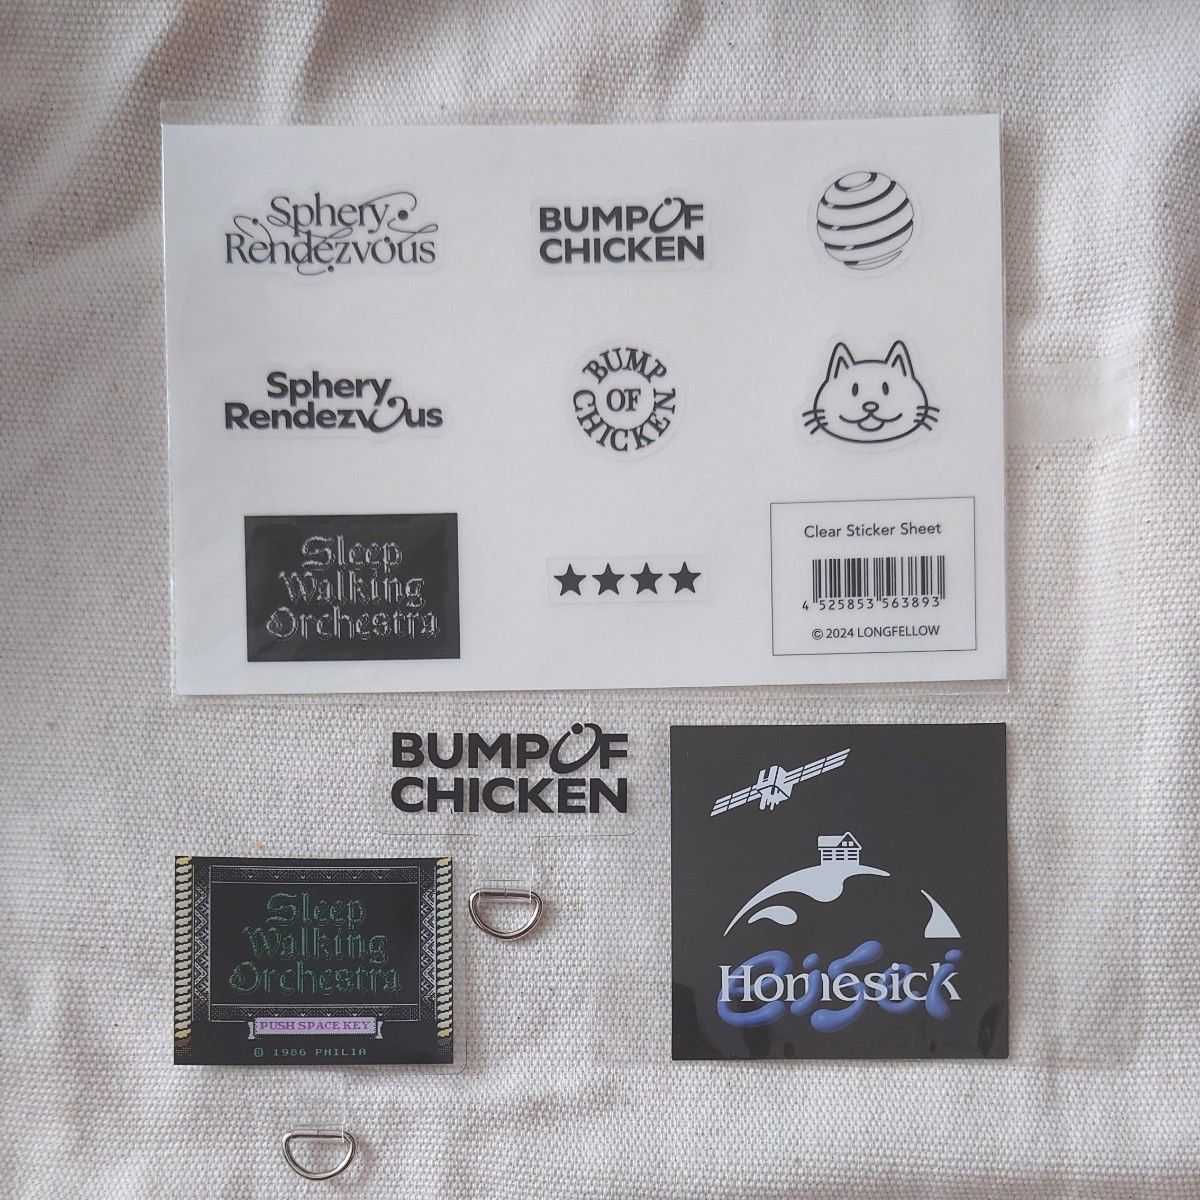 Sphery
Rendezvous
BUMP OF
CHICKEN
Sphery
Rendezvous
BUMP
OF
CHICKEN
Sleep
Walking
Orchestra
Clear Sticker Sheet
4 525853 563893
© 2024 LONGFELLOW
BUMP OF
CHICKEN
Sleep
Walking
Orchestra
PUSH SPACE KEY
© 1986 PHILIA
Homesick